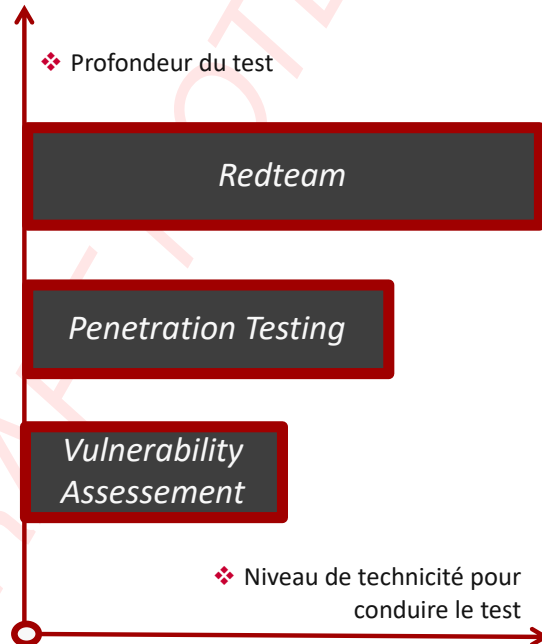 Profondeur du test
Redteam
Penetration Testing
Vulnerability
Assessement
Niveau de technicité pour
conduire le test